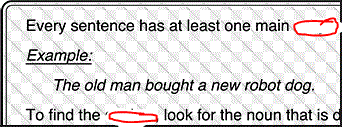 Every sentence has at least one main
Example:
The old man bought a new robot dog.
To find the look for the noun that is d